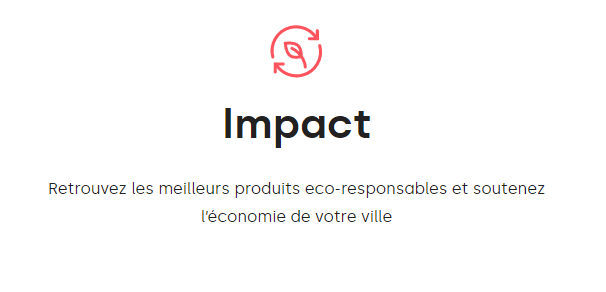 Impact
Retrouvez les meilleurs produits eco-responsables et soutenez
l'économie de votre ville